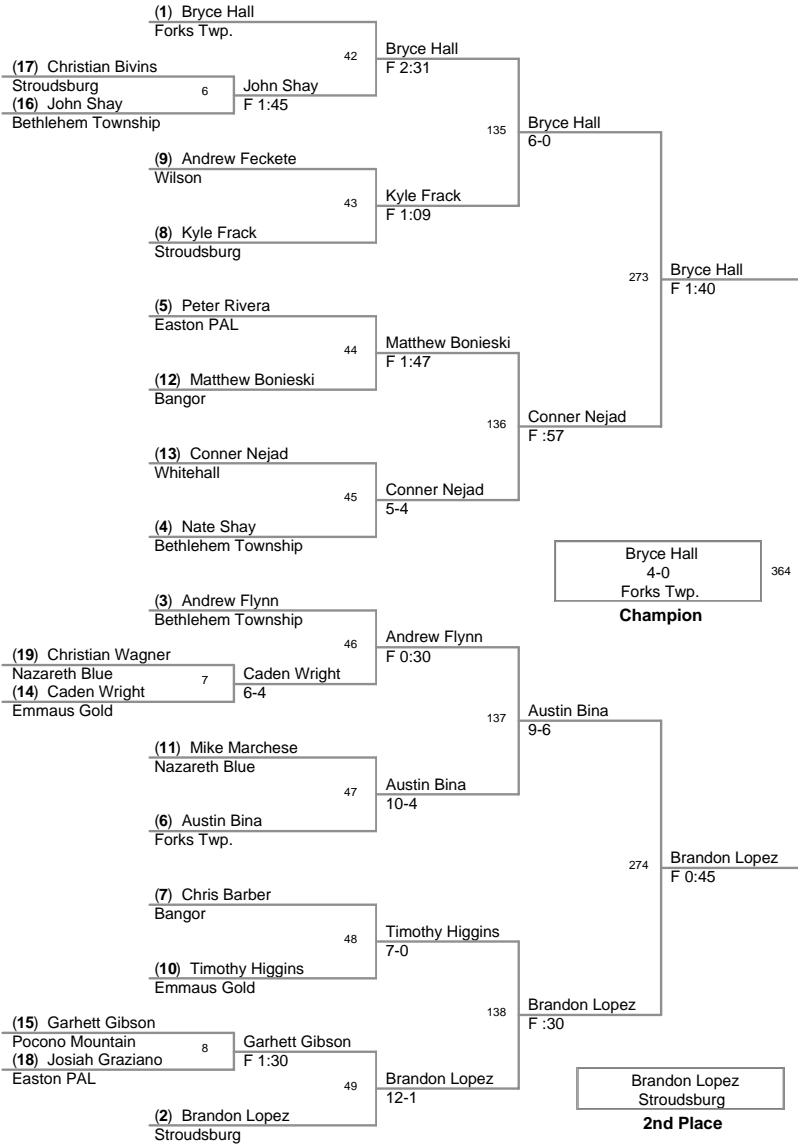 (1) Bryce Hall
Forks Twp.
42
Bryce Hall
F 2:31
(17) Christian Bivins
Stroudsburg
6
(16) John Shay
Bethlehem Township
John Shay
F 1:45
135
Bryce Hall
6-0
(9) Andrew Feckete
Wilson
43
Kyle Frack
F 1:09
(8) Kyle Frack
Stroudsburg
273
Bryce Hall
F 1:40
(5) Peter Rivera
Easton PAL
44
Matthew Bonieski
F 1:47
(12) Matthew Bonieski
Bangor
136
Conner Nejad
F :57
(13) Conner Nejad
Whitehall
45
Conner Nejad
5-4
(4) Nate Shay
Bethlehem Township
Bryce Hall
4-0
Forks Twp.
364
Champion
(3) Andrew Flynn
Bethlehem Township
46
Andrew Flynn
F 0:30
(19) Christian Wagner
Nazareth Blue
7
(14) Caden Wright
Emmaus Gold
Caden Wright
6-4
137
Austin Bina
9-6
(11) Mike Marchese
Nazareth Blue
47
Austin Bina
10-4
(6) Austin Bina
Forks Twp.
274
Brandon Lopez
F 0:45
(7) Chris Barber
Bangor
48
Timothy Higgins
7-0
(10) Timothy Higgins
Emmaus Gold
138
Brandon Lopez
F :30
(15) Garhett Gibson
Pocono Mountain
8
(18) Josiah Graziano
Easton PAL
Garhett Gibson
F 1:30
49
Brandon Lopez
12-1
(2) Brandon Lopez
Stroudsburg
Brandon Lopez
Stroudsburg
2nd Place